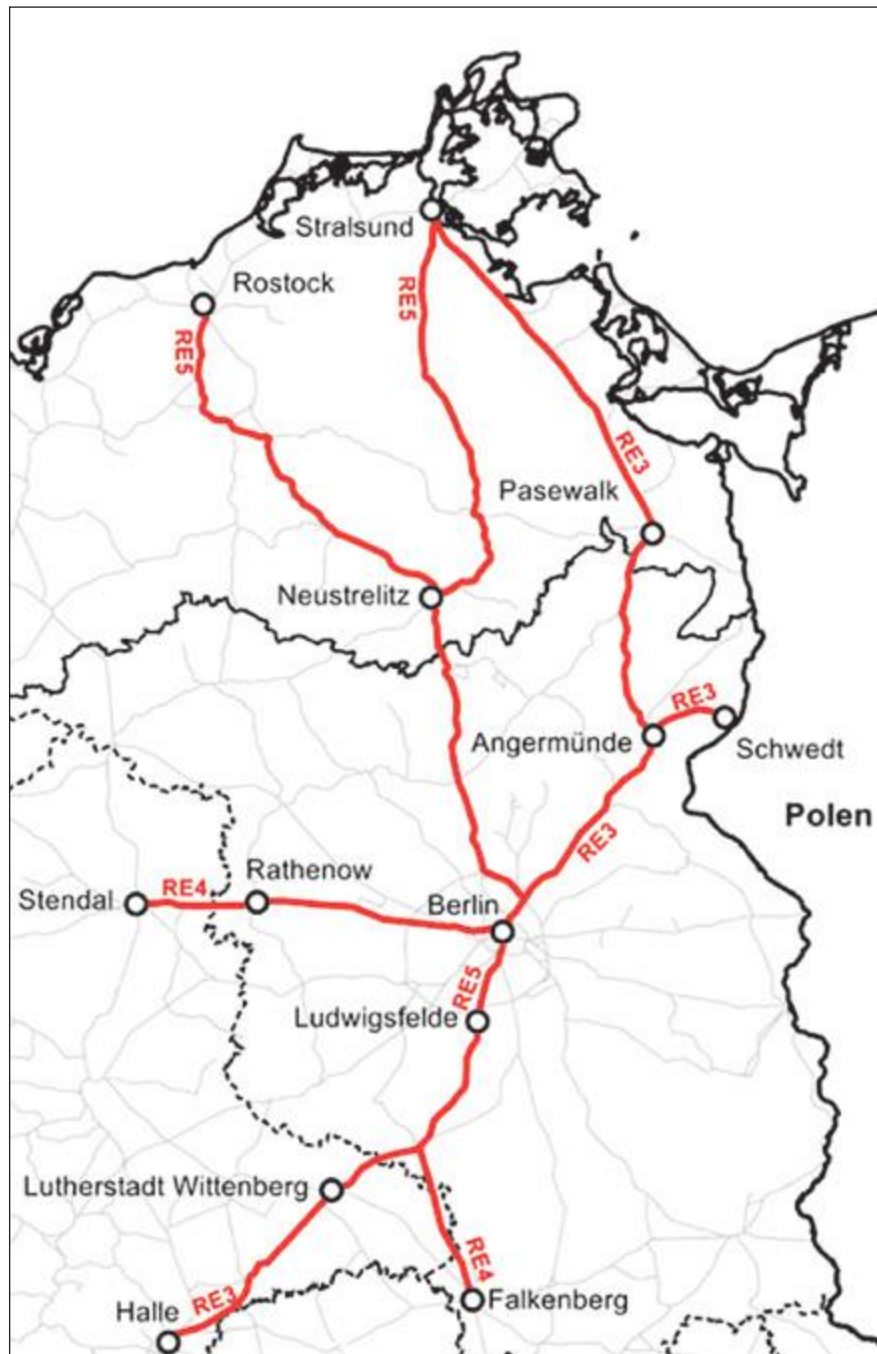 Stralsund
Rostock
RE5
RE5
RE3
Pasewalk
Neustrelitz
RE3
Angermünde
Schwedt
Polen
RE3
Rathenow
RE4
Stendal
Berlin
RE5
Ludwigsfelde
Lutherstadt Wittenberg
RE4
RE3
Halle
Falkenberg